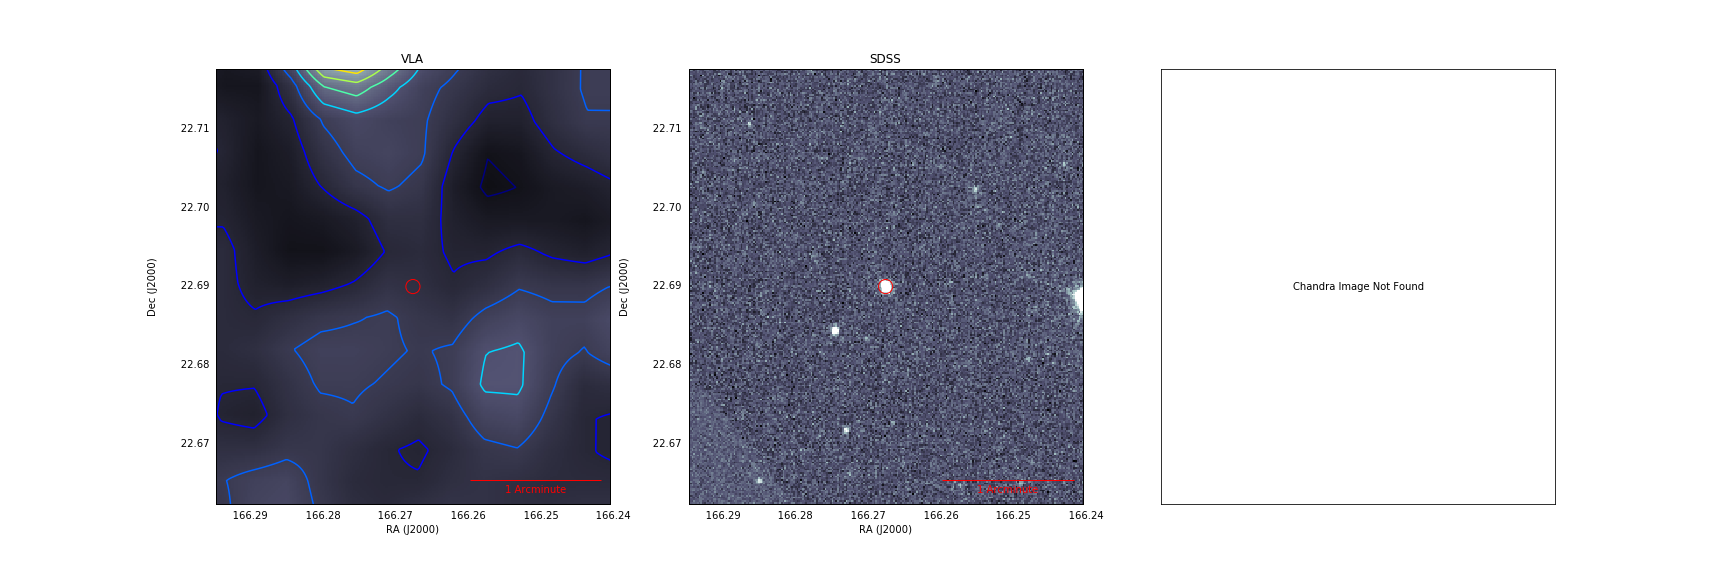 VLA
SDSS
22.71
22.70
22.69
22.68
22.67
Dec (J2000)
166.29 166.28 166.27 166.26 166.25 166.24
RA (J2000)
1 Arcminute
22.71
22.70
22.69
22.68
22.67
Dec (J2000)
166.29 166.28 166.27 166.26 166.25 166.24
RA (J2000)
1 Arcminute
Chandra Image Not Found